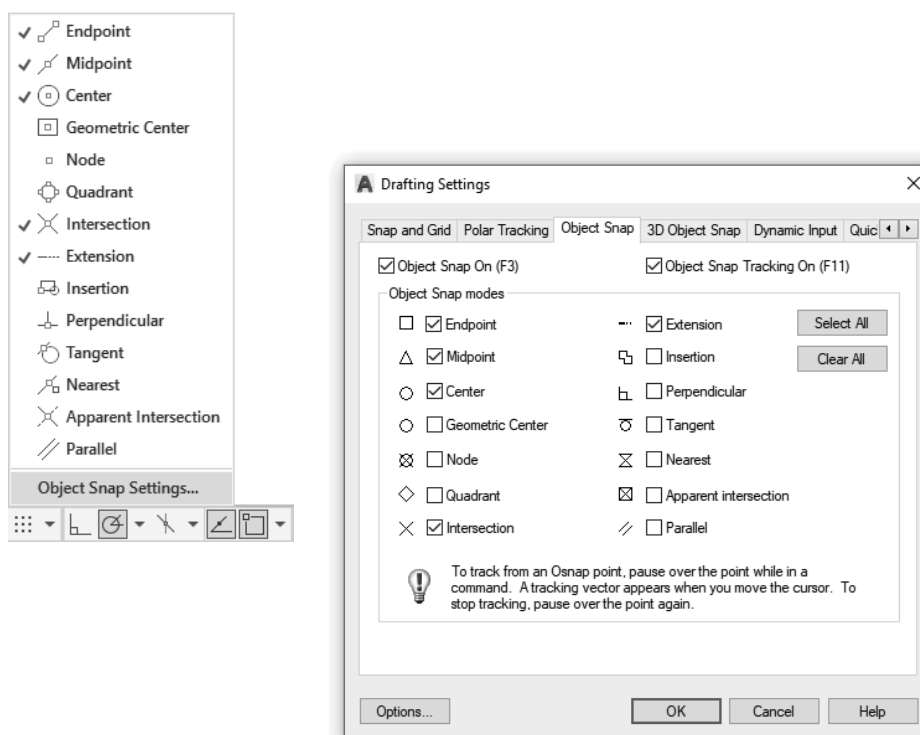 Endpoint
Midpoint
Center
Geometric Center
Node
Quadrant
Intersection
Extension
Insertion
Perpendicular
Tangent
Nearest
Apparent Intersection
Parallel
Object Snap Settings...
Drafting Settings
Snap and Grid Polar Tracking Object Snap 3D Object Snap Dynamic Input Quic
Object Snap On (F3) Object Snap Tracking On (F11)
Object Snap modes
Endpoint Extension Select All
Midpoint Insertion Clear All
Center Perpendicular
Geometric Center Tangent
Node Nearest
Quadrant Apparent intersection
Intersection Parallel
To track from an Osnap point, pause over the point while in a
command. A tracking vector appears when you move the cursor. To
stop tracking, pause over the point again.
Options... OK Cancel Help